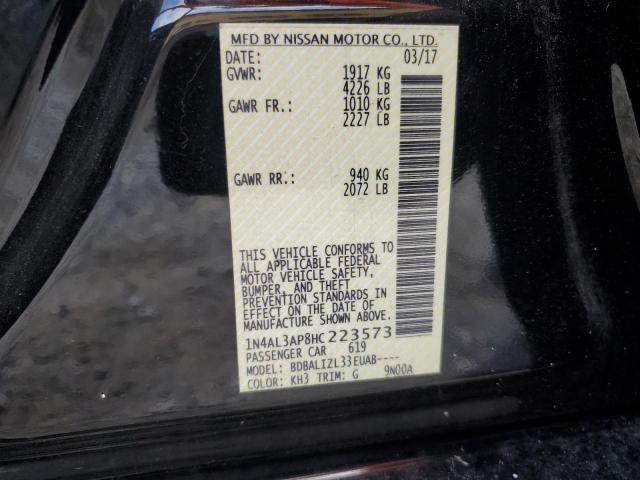 MFD BY NISSAN MOTOR CO., LTD.
DATE: 03/17
GVWR: 1917 KG
4226 LB
GAWR FR.: 1010 KG
2227 LB
GAWR RR.: 940 KG
2072 LB
THIS VEHICLE CONFORMS TO
ALL APPLICABLE FEDERAL
MOTOR VEHICLE SAFETY,
BUMPER, AND THEFT
PREVENTION STANDARDS IN
EFFECT ON THE DATE OF
MANUFACTURE SHOWN ABOVE.
1N4AL3AP8HC223573
PASSENGER CAR 619
MODEL: BDBALIZL33EUAB----
COLOR: KH3 TRIM: G 9N00A